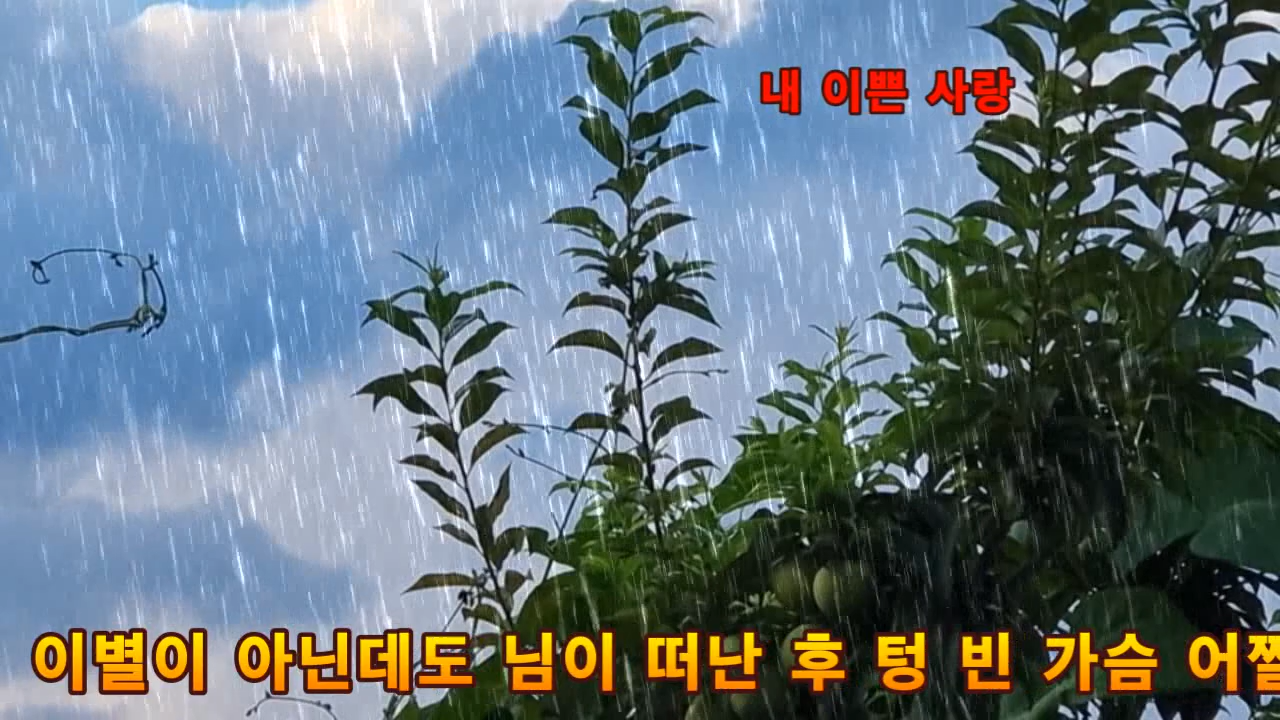 내 이쁜 사랑
이별이 아닌데도 님이 떠난 후 텅 빈 가슴